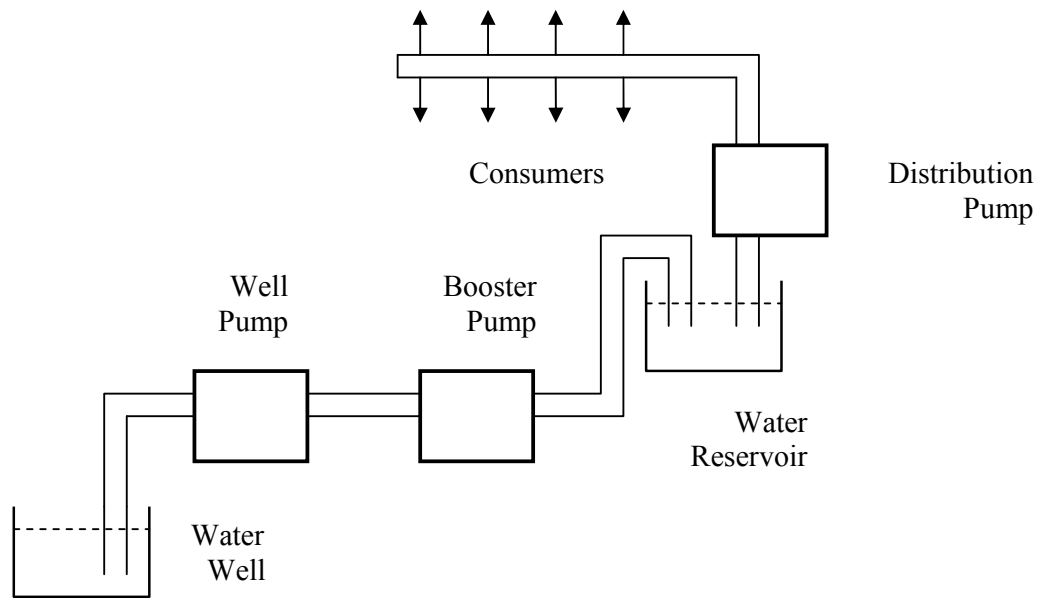 Consumers
Distribution
Pump
Well
Pump
Booster
Pump
Water
Reservoir
Water
Well